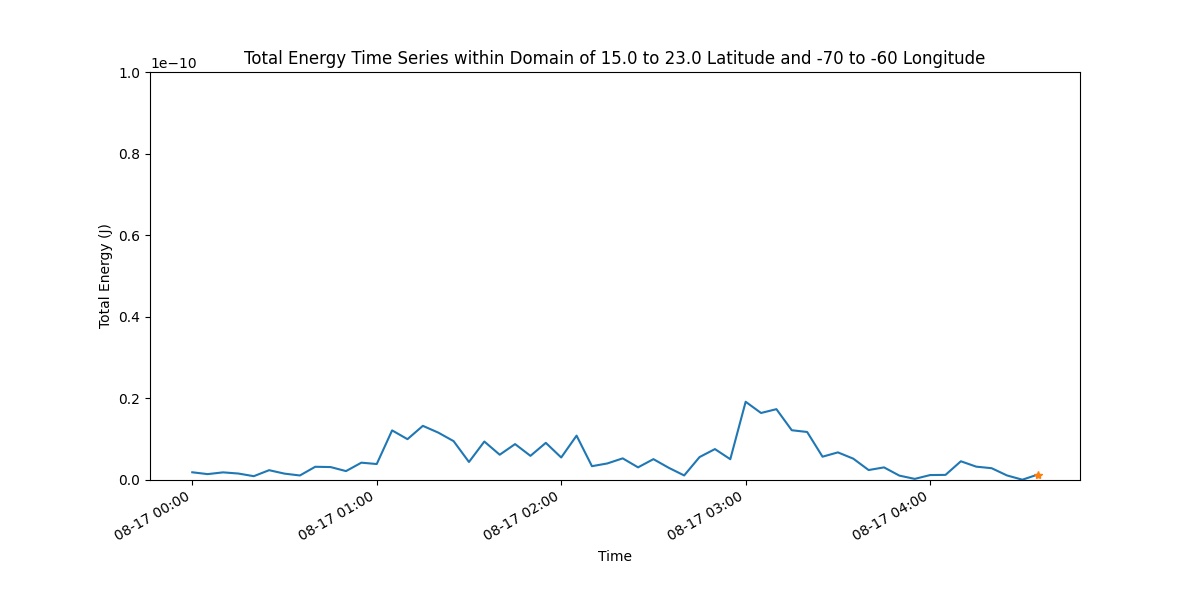 Total Energy Time Series within Domain of 15.0 to 23.0 Latitude and -70 to -60 Longitude
1e−10
1.0
0.8
0.6
0.4
0.2
0.0
Total Energy (J)
08-17 00:00
08-17 01:00
08-17 02:00
08-17 03:00
08-17 04:00
Time